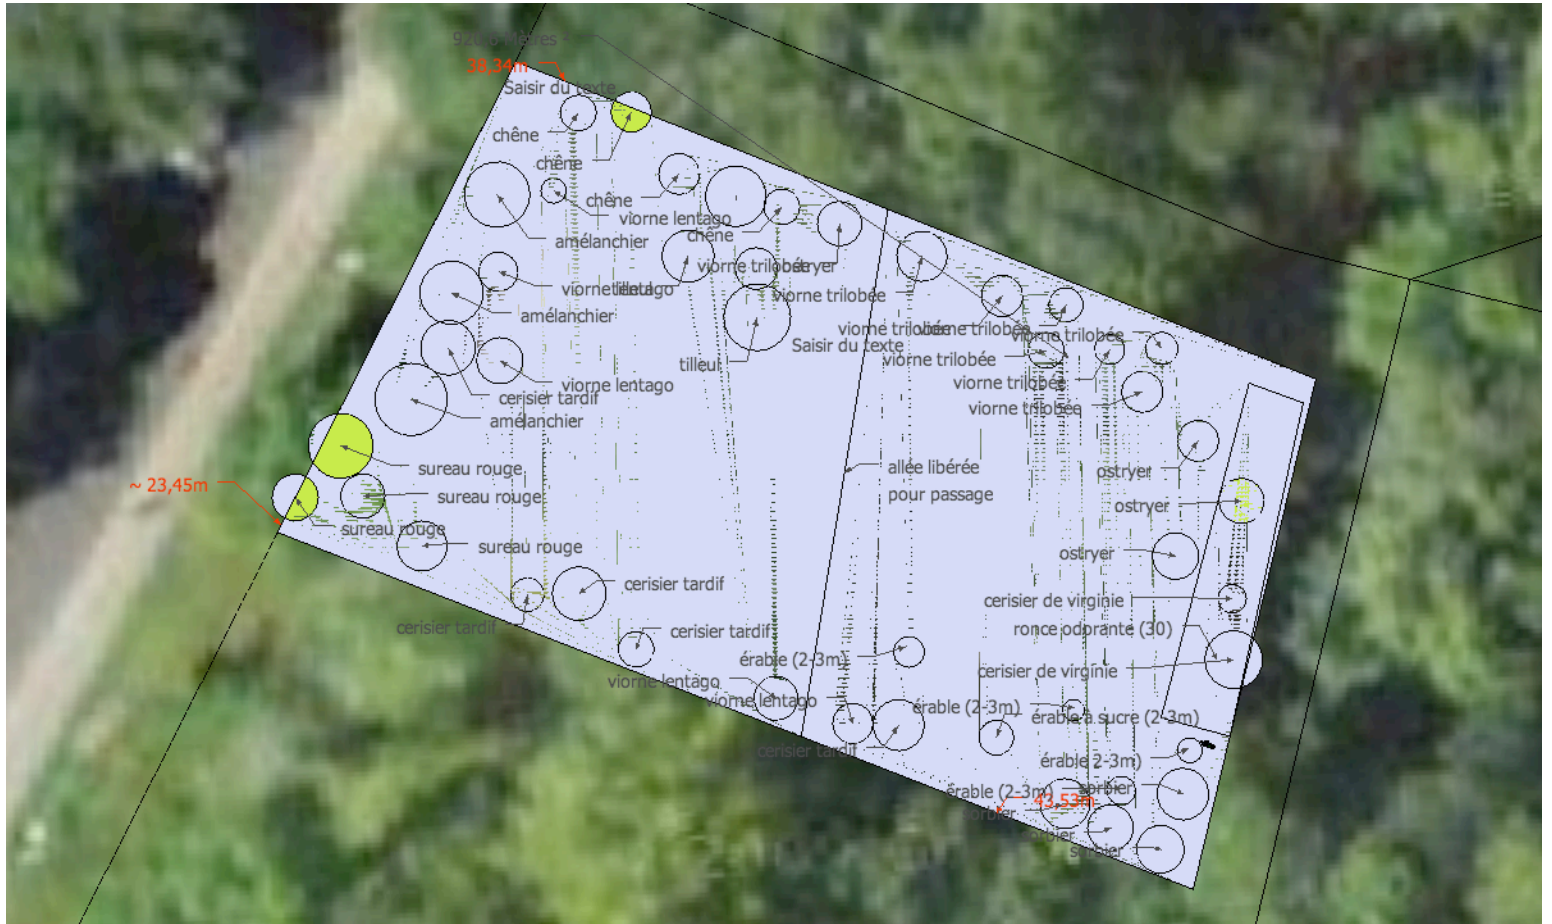 38,34m
Saisir du texte
chêne
chêne
chêne
viorne lentago
chêne
amélanchier
viorne trilobée
ostryer
viorne lentago
tilleul
viorne trilobée
amélanchier
viorne trilobée
viorne trilobée
viorne trilobée
Saisir du texte
viorne trilobée
tilleul
viorne trilobée
viorne lentago
cerisier tardif
viorne trilobée
amélanchier
sureau rouge
allée libérée
pour passage
ostryer
~ 23,45m
sureau rouge
ostryer
sureau rouge
sureau rouge
ostryer
cerisier tardif
cerisier de virginie
cerisier tardif
cerisier tardif
ronce odorante (30)
érable (2-3m)
cerisier de virginie
viorne lentago
viorne lentago
érable (2-3m)
érable à sucre (2-3m)
cerisier tardif
érable 2-3m)
érable (2-3m)
sorbier
43,53m
sorbier
sorbier
sorbier